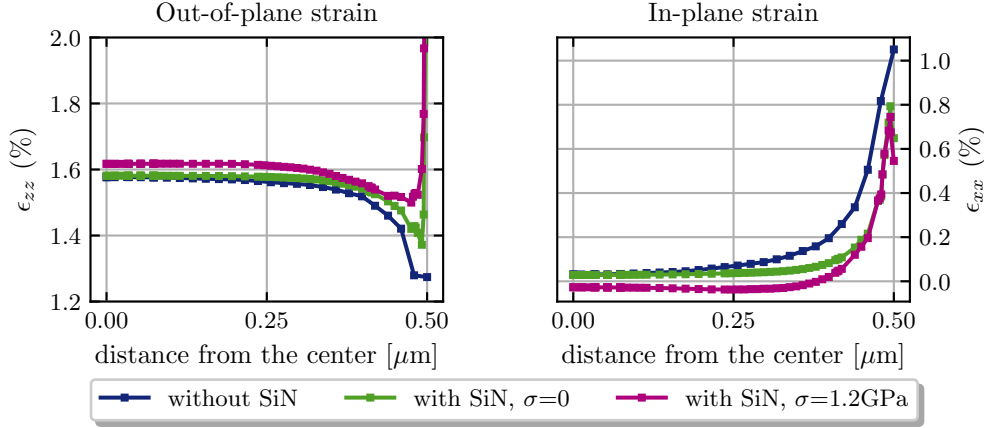 Out-of-plane strain
In-plane strain
2.0
1.8
1.6
1.4
1.2
ϵzz (%)
0.00
0.25
0.50
distance from the center [μm]
1.0
0.8
0.6
0.4
0.2
0.0
ϵxx (%)
0.00
0.25
0.50
distance from the center [μm]
without SiN
with SiN, σ=0
with SiN, σ=1.2GPa